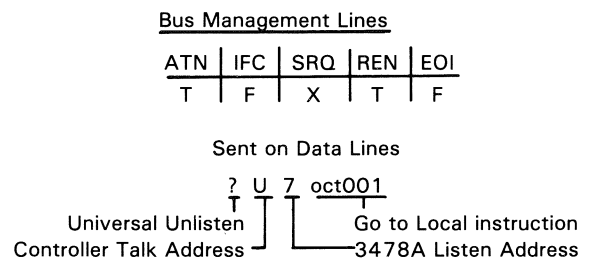 Bus Management Lines
ATN IFC SRQ REN EOI
T F X T F
Sent on Data Lines
? U 7 oct001
Universal Unlisten Go to Local instruction
Controller Talk Address 3478A Listen Address